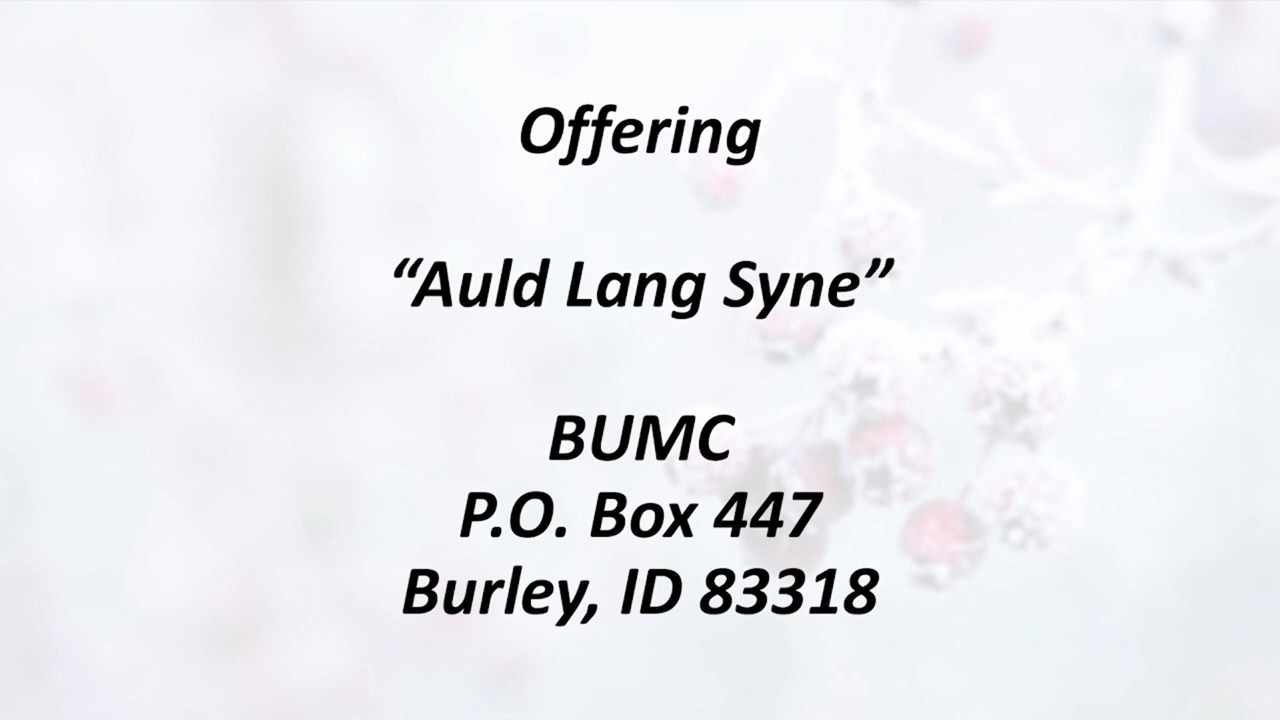 Offering
“Auld Lang Syne”
BUMC
P.O. Box 447
Burley, ID 83318